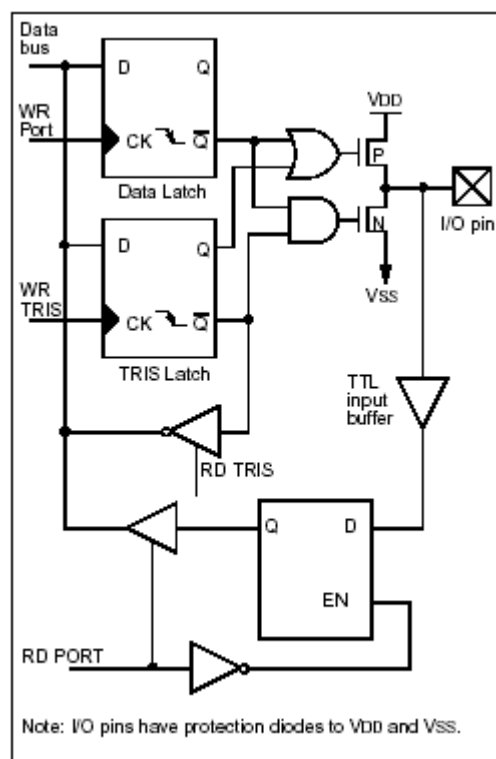 Data
bus
D
Q
VDD
WR
Port
CK
Q
P
Data Latch
I/O pin
N
D
Q
WR
TRIS
CK
Q
VSS
TRIS Latch
TTL
input
buffer
RD TRIS
Q
D
EN
RD PORT
Note: I/O pins have protection diodes to VDD and VSS.